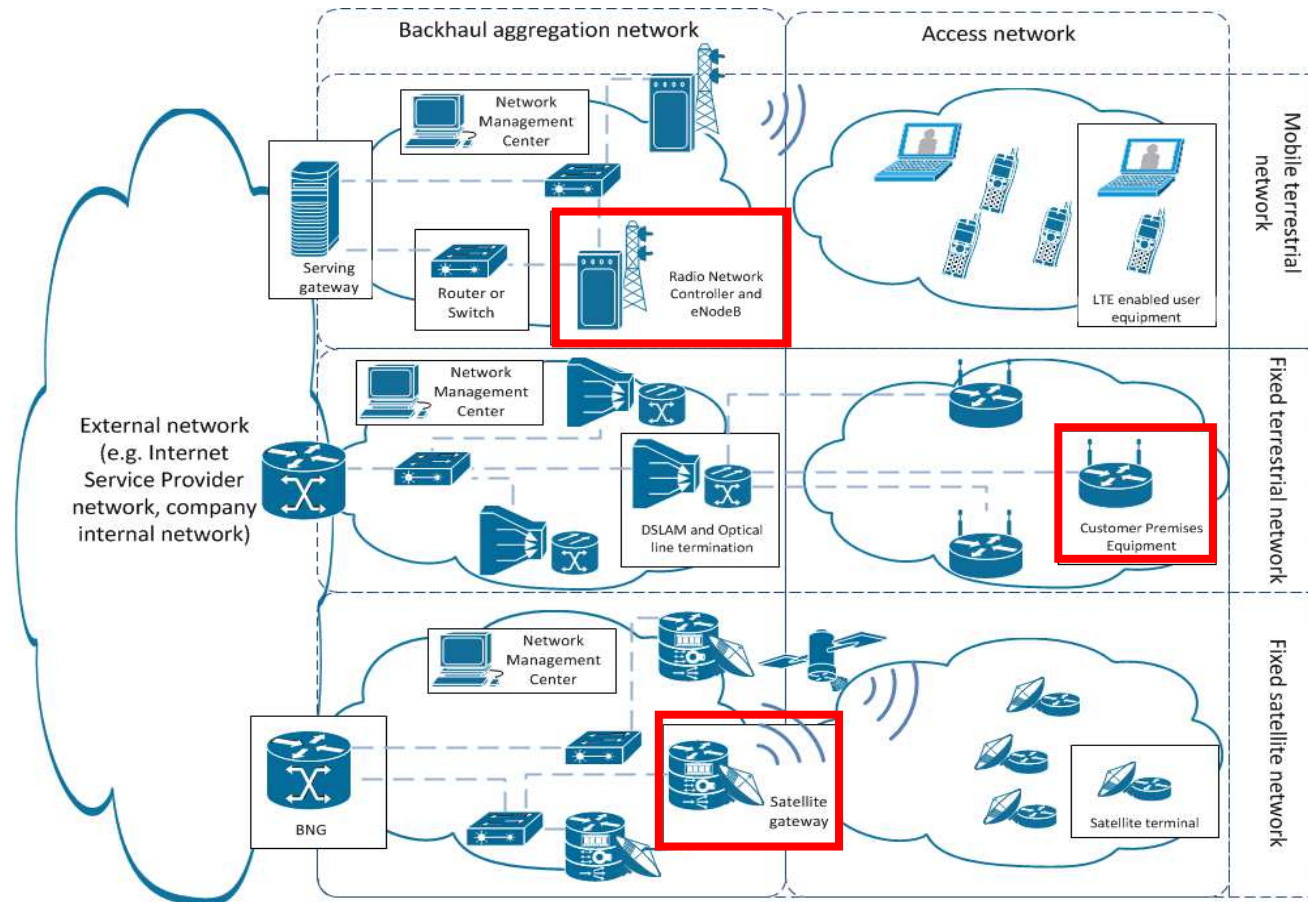 Backhaul aggregation network
Access network
Network
Management
Center
Serving
gateway
Router or
Switch
Radio Network
Controller and
eNodeB
LTE enabled user
equipment
Mobile terrestrial
network
External network
(e.g. Internet
Service Provider
network, company
internal network)
Network
Management
Center
DSLAM and Optical
line termination
Customer Premises
Equipment
Fixed terrestrial network
Network
Management
Center
BNG
Satellite
gateway
Satellite terminal
Fixed satellite network